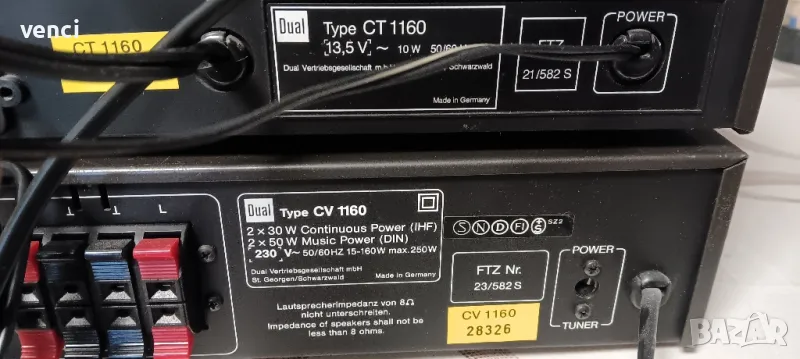 venci
CT 1160
Dual
Type CT 1160
13,5 V ~ 10 W 50/60
Dual Vertriebsgesellschaft Schwarzwald
Made in Germany
FTZ
21/582 S
POWER
L
Dual
Type CV 1160
2 × 30 W Continuous Power (IHF)
2 × 50 W Music Power (DIN)
230 V~ 50/60HZ 15-160W max. 250W
Dual Vertriebsgesellschaft mbH
St. Georgen/Schwarzwald
Made in Germany
S N D FI SZ2
FTZ Nr.
23/582 S
POWER
TUNER
Lautsprecherimpedanz von 8Ω
nicht unterschreiten.
Impedance of speakers shall not be
less than 8 ohms.
CV 1160
28326
BAZAR